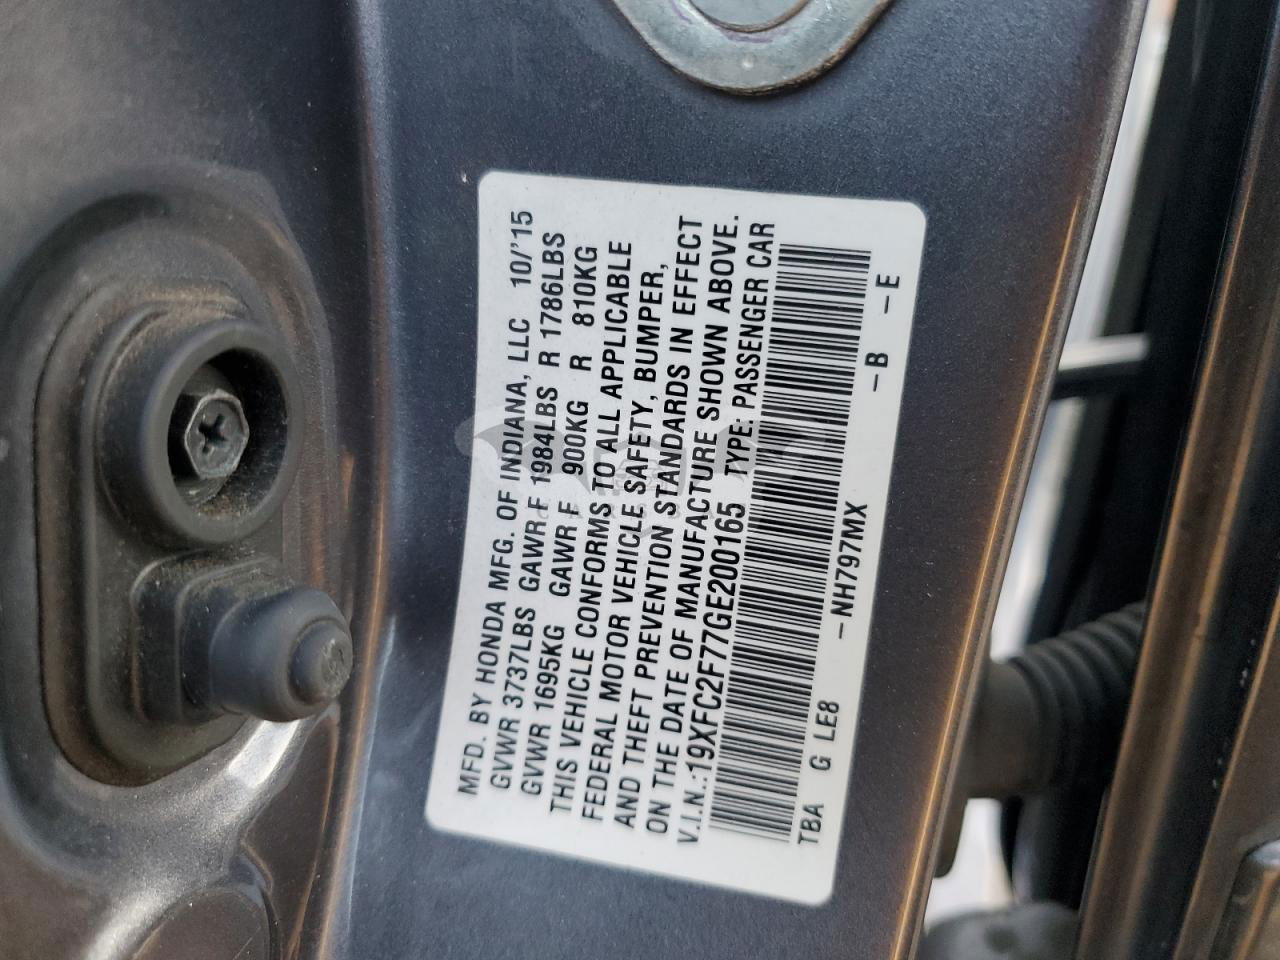 MFD. BY HONDA MFG. OF INDIANA, LLC 10/'15
GVWR 3737LBS GAWR F 1984LBS R 1786LBS
GVWR 1695KG GAWR F 900KG R 810KG
THIS VEHICLE CONFORMS TO ALL APPLICABLE
FEDERAL MOTOR VEHICLE SAFETY, BUMPER,
AND THEFT PREVENTION STANDARDS IN EFFECT
ON THE DATE OF MANUFACTURE SHOWN ABOVE.
V.I.N.:19XFC2F77GE200165 TYPE: PASSENGER CAR
TBA G LE8 -NH797MX -B -E